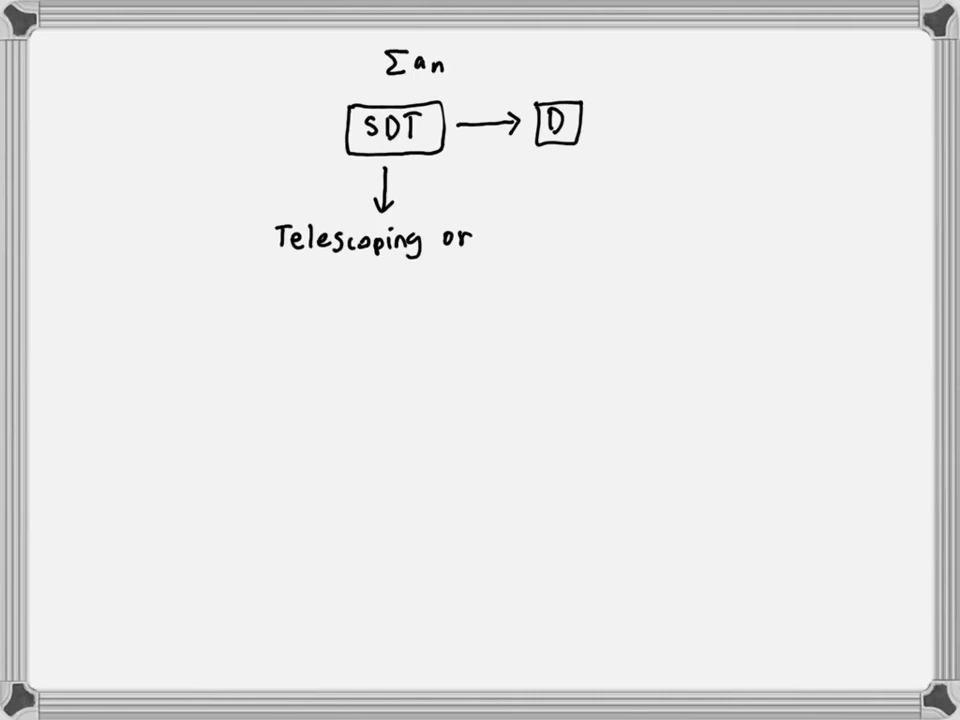 Σan
SDT → D
↓
Telescoping or